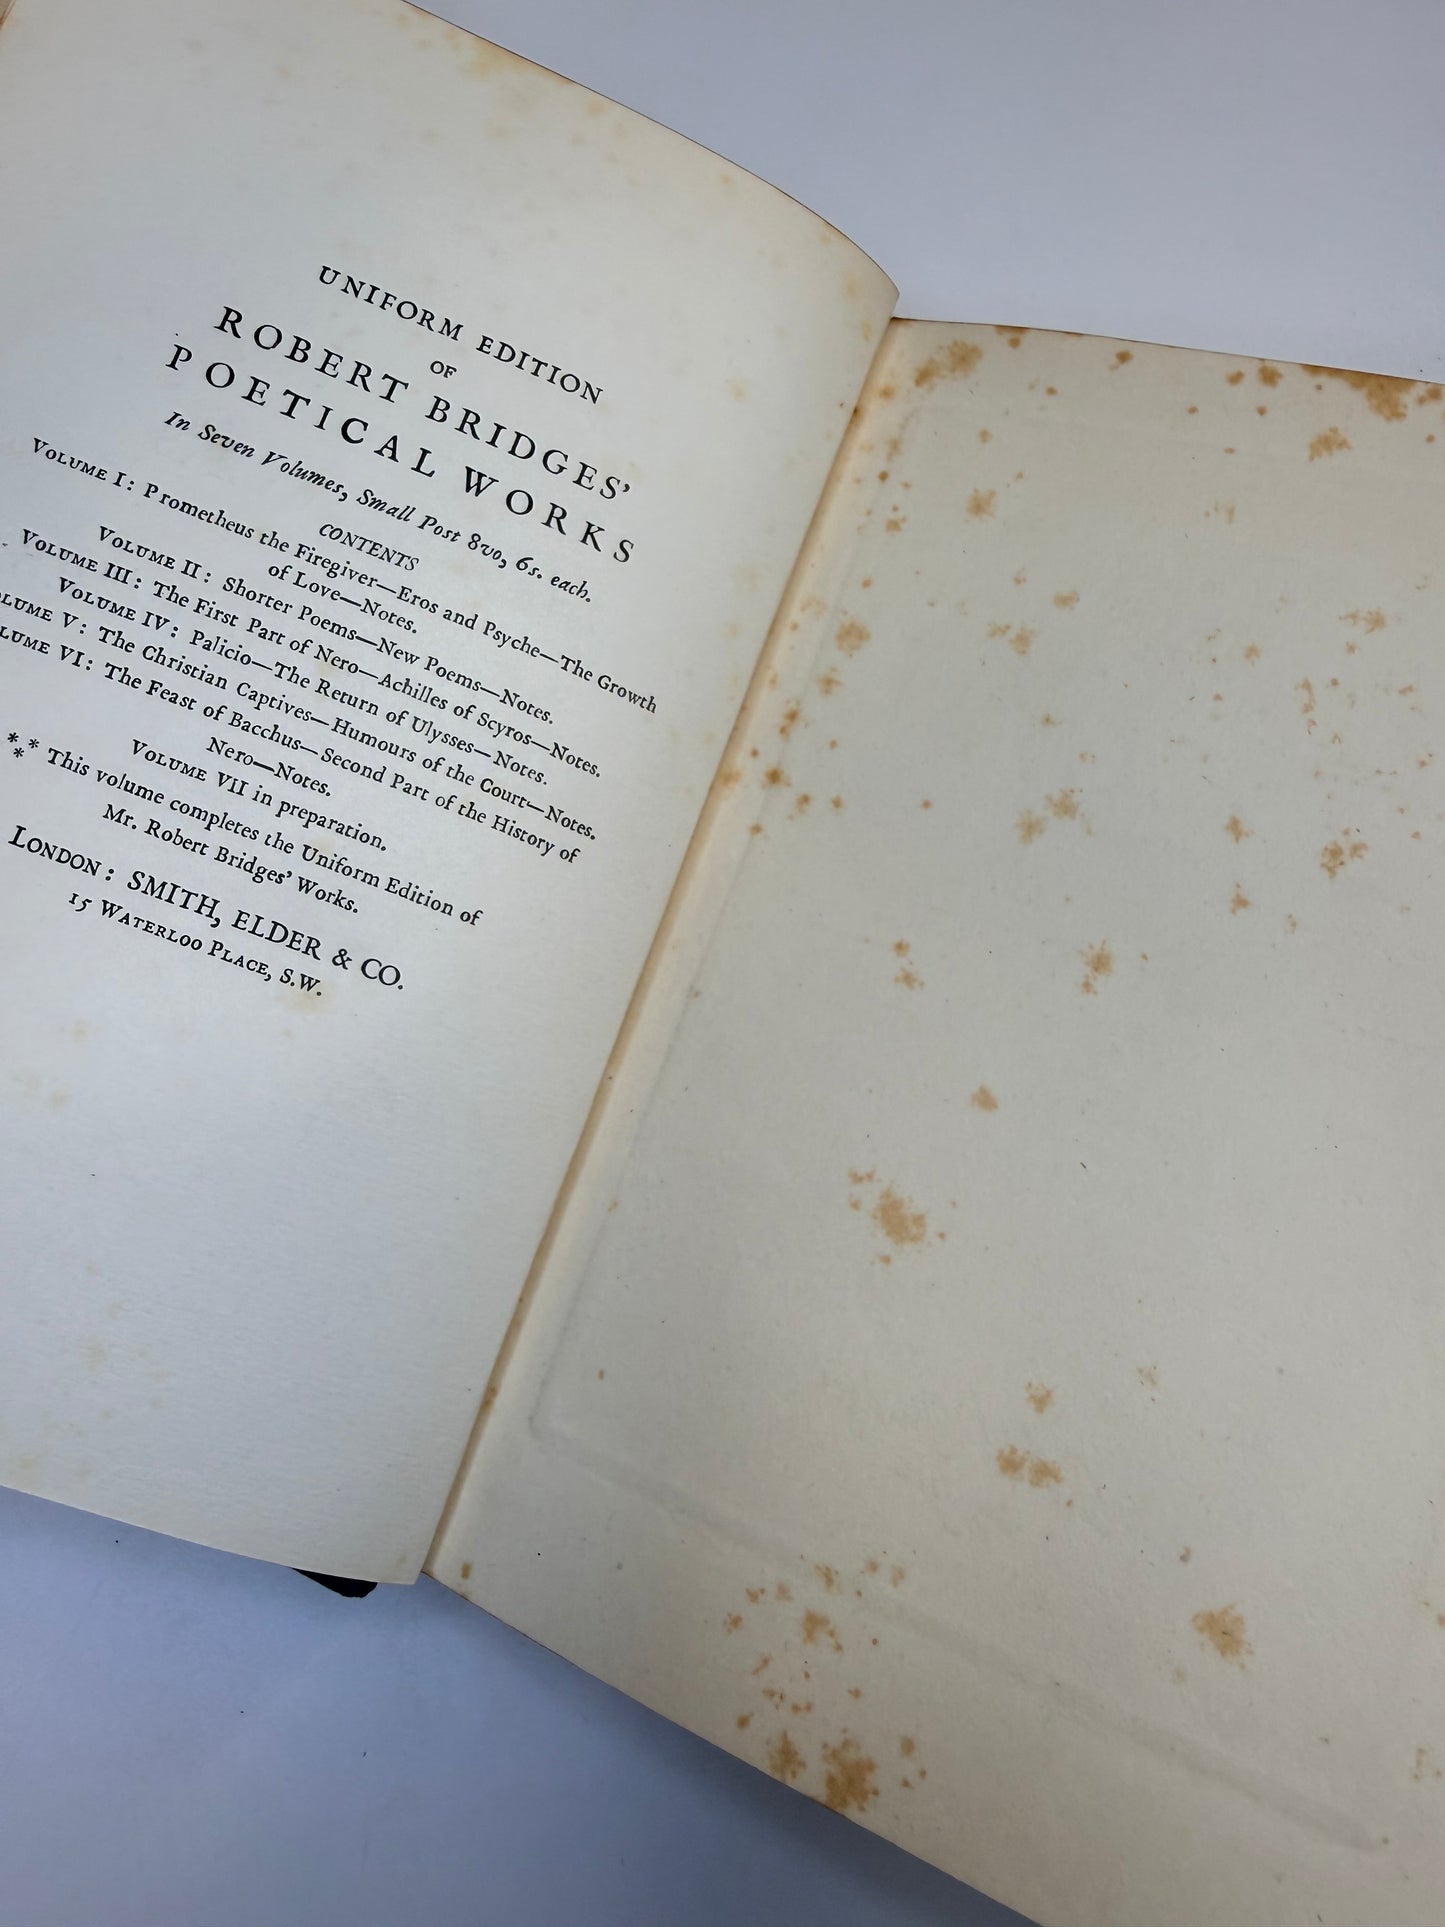 UNIFORM EDITION
OF
ROBERT BRIDGES'
POETICAL WORKS
In Seven Volumes, Small Post 8vo, 6s. each.
CONTENTS
VOLUME I: Prometheus the Firegiver—Eros and Psyche—The Growth
of Love—Notes.
VOLUME II: Shorter Poems—New Poems—Notes.
VOLUME III: The First Part of Nero—Achilles of Scyros—Notes.
VOLUME IV: Palicio—The Return of Ulysses—Notes.
LUME V: The Christian Captives—Humours of the Court—Notes.
LUME VI: The Feast of Bacchus—Second Part of the History of
Nero—Notes.
VOLUME VII in preparation.
*** This volume completes the Uniform Edition of
Mr. Robert Bridges' Works.
LONDON: SMITH, ELDER & CO.
15 WATERLOO PLACE, S.W.